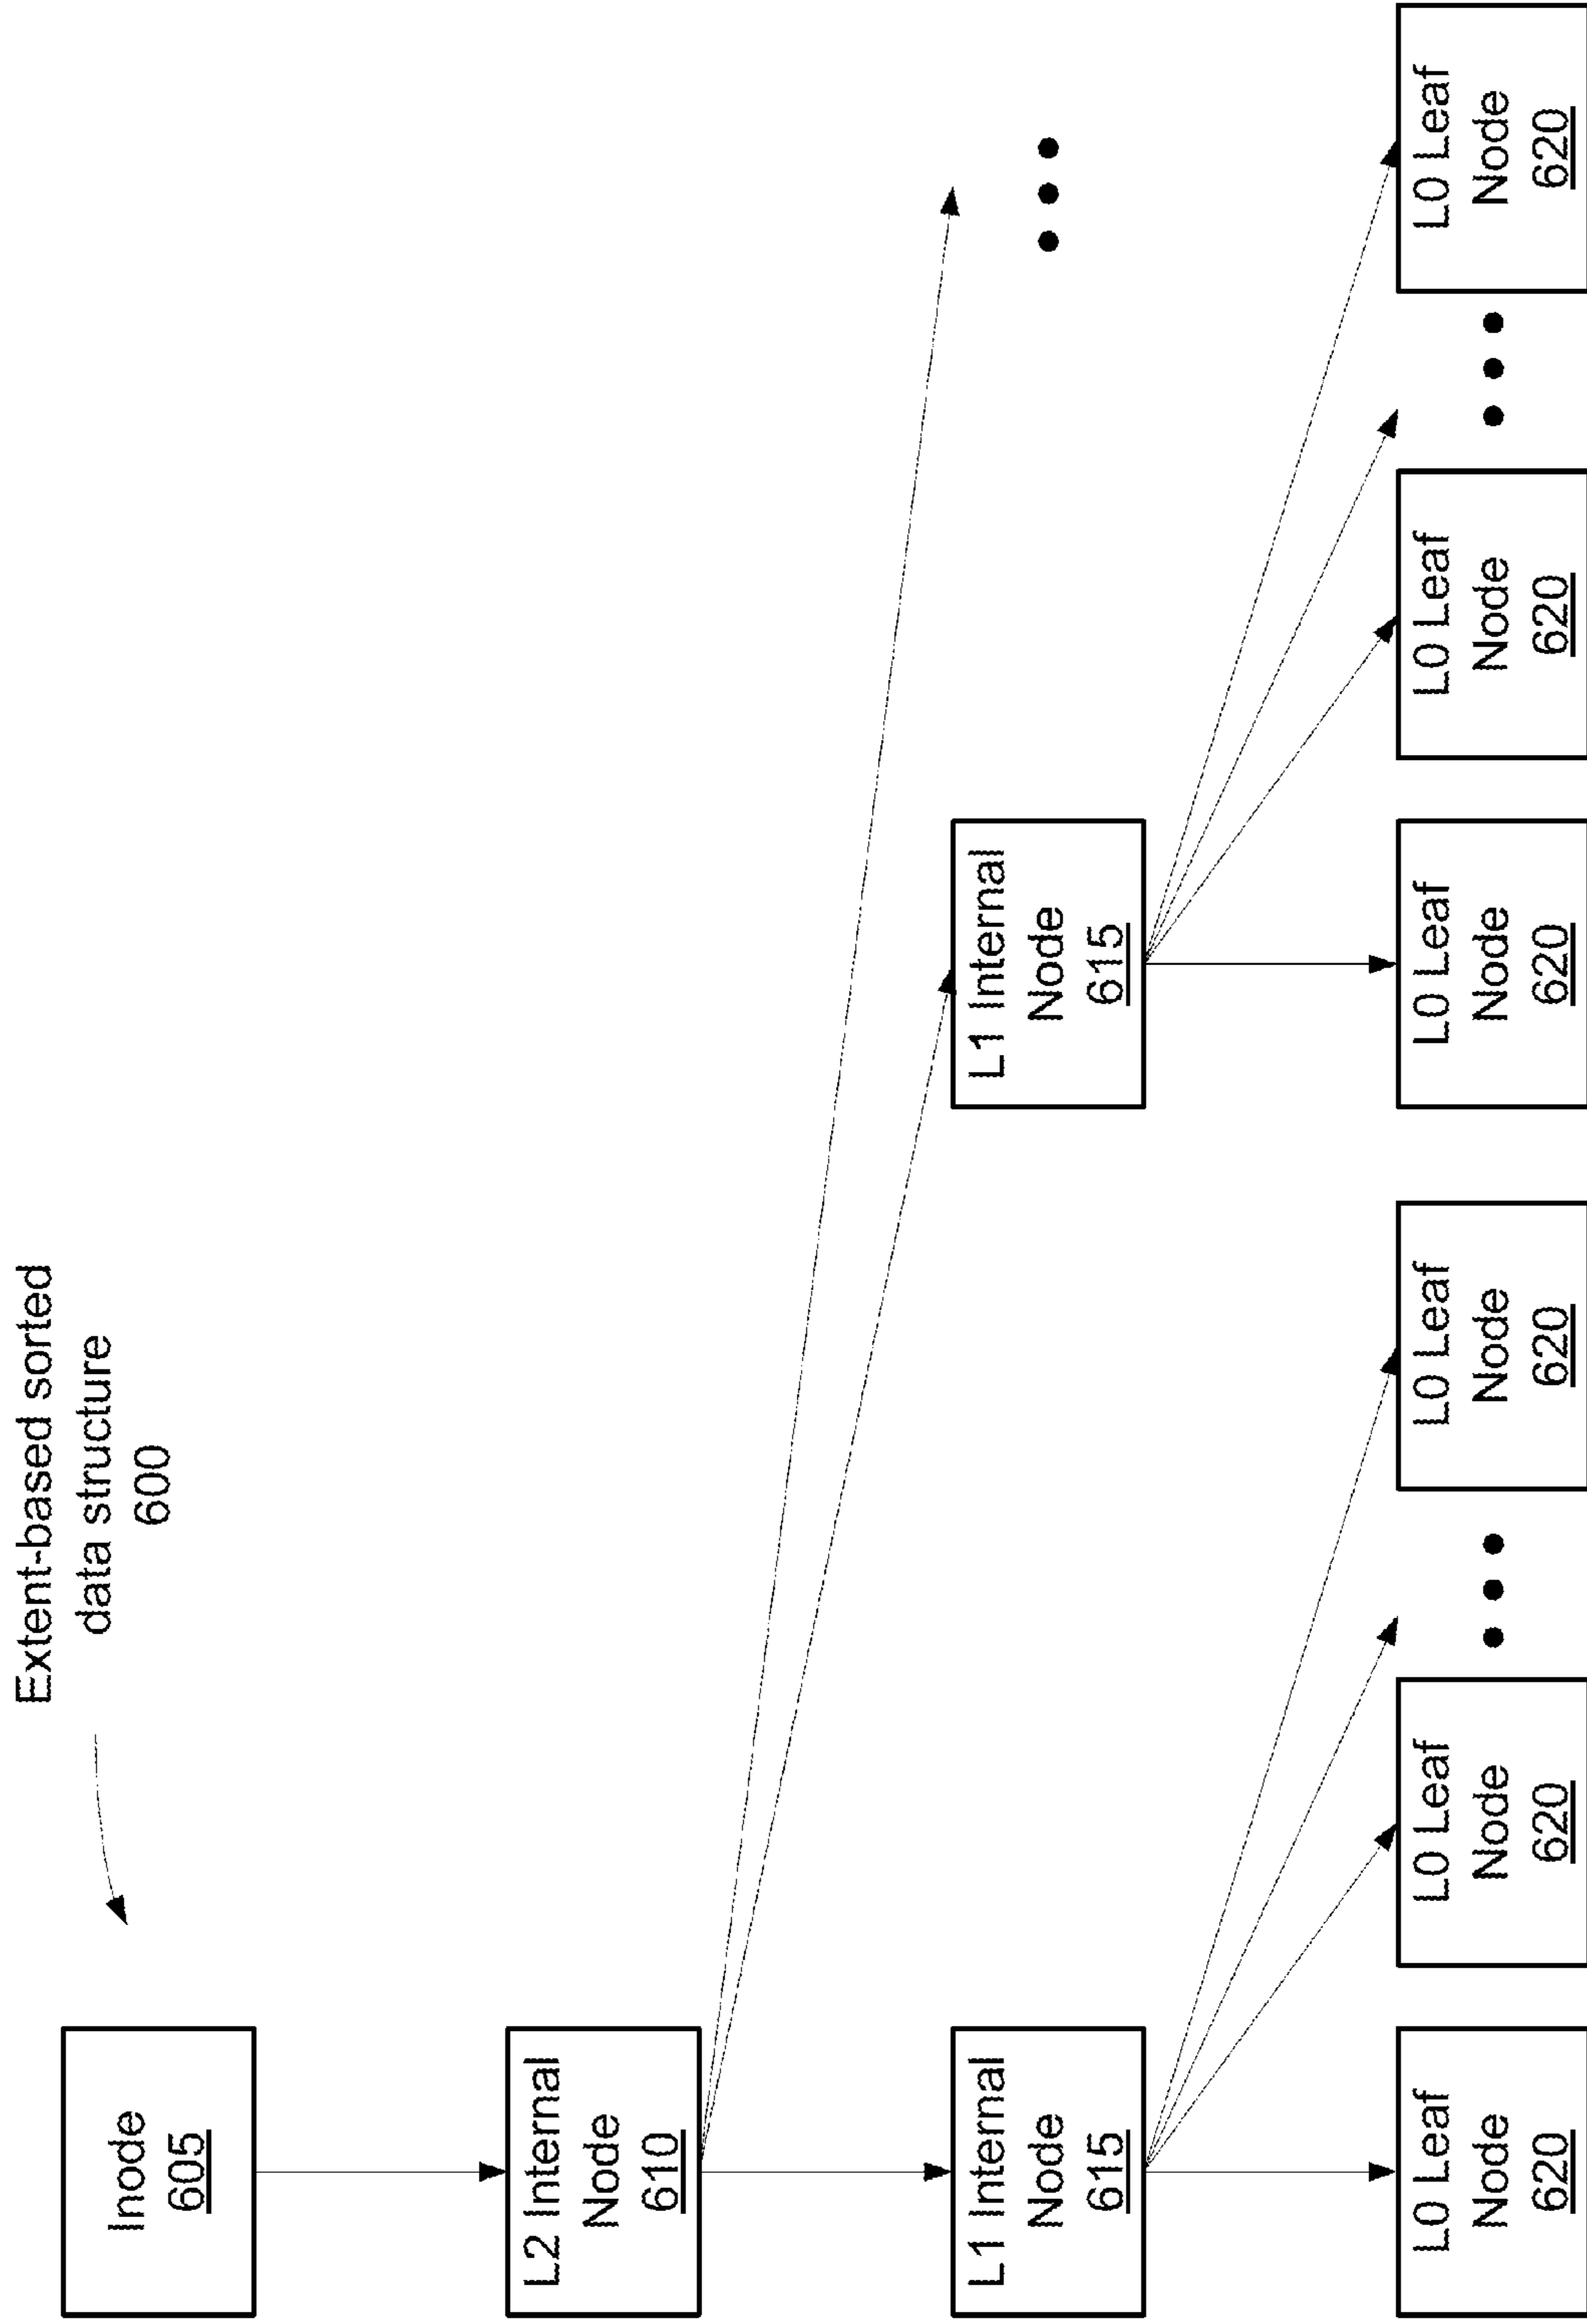 Extent-based sorted
data structure
600
Inode
605
L2 Internal
Node
610
L1 Internal
Node
615
L1 Internal
Node
615
L0 Leaf
Node
620
L0 Leaf
Node
620
L0 Leaf
Node
620
L0 Leaf
Node
620
L0 Leaf
Node
620
L0 Leaf
Node
620